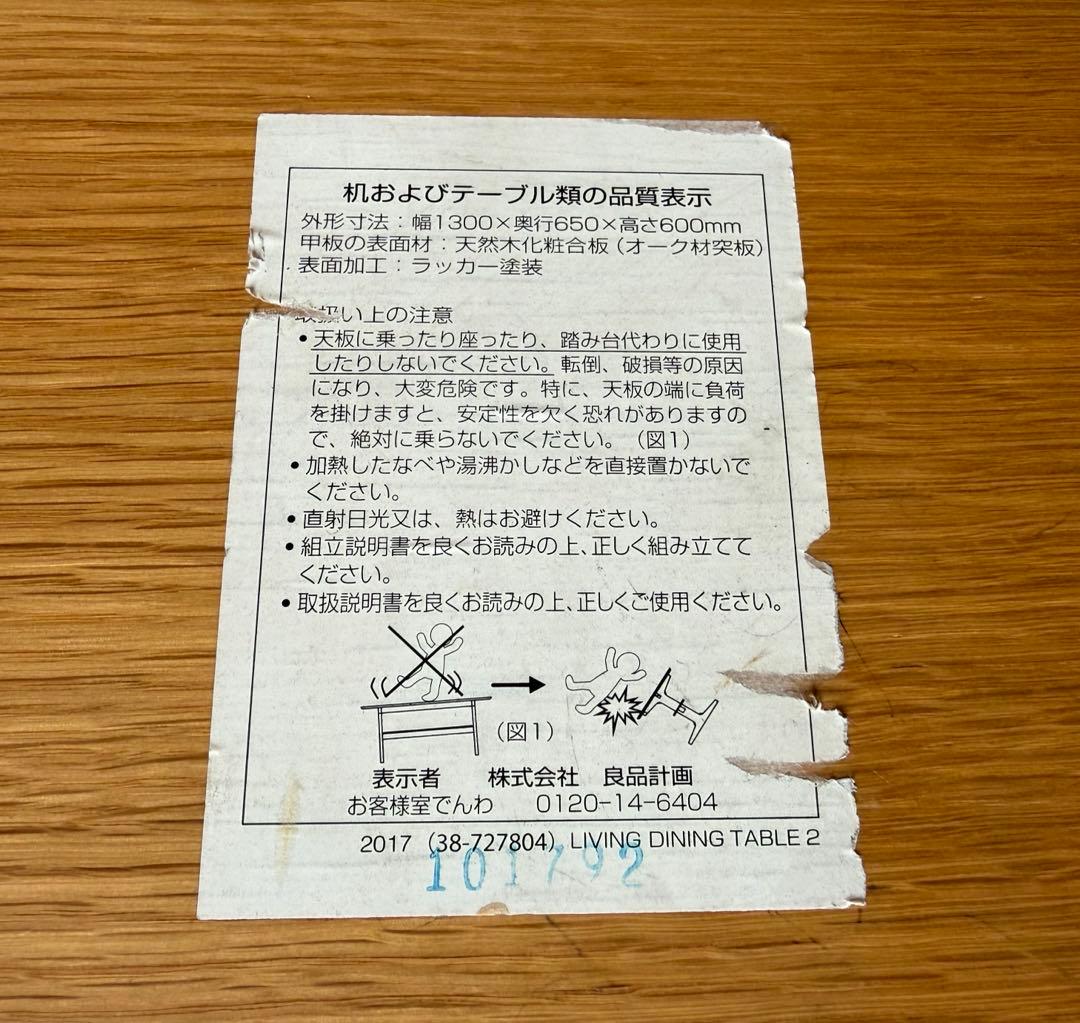 机およびテーブル類の品質表示
外形寸法：幅1300×奥行650×高さ600mm
甲板の表面材：天然木化粧合板（オーク材突板）
表面加工：ラッカー塗装
取扱い上の注意
• 天板に乗ったり座ったり、踏み台代わりに使用
したりしないでください。転倒、破損等の原因
になり、大変危険です。特に、天板の端に負荷
を掛けますと、安定性を欠く恐れがありますの
で、絶対に乗らないでください。（図1）
• 加熱したなべや湯沸かしなどを直接置かないで
ください。
• 直射日光又は、熱はお避けください。
• 組立説明書を良くお読みの上、正しく組み立てて
ください。
• 取扱説明書を良くお読みの上、正しくご使用ください。
（図1）
表示者　株式会社　良品計画
お客様室でんわ　0120-14-6404
2017（38-727804）LIVING DINING TABLE 2
101792